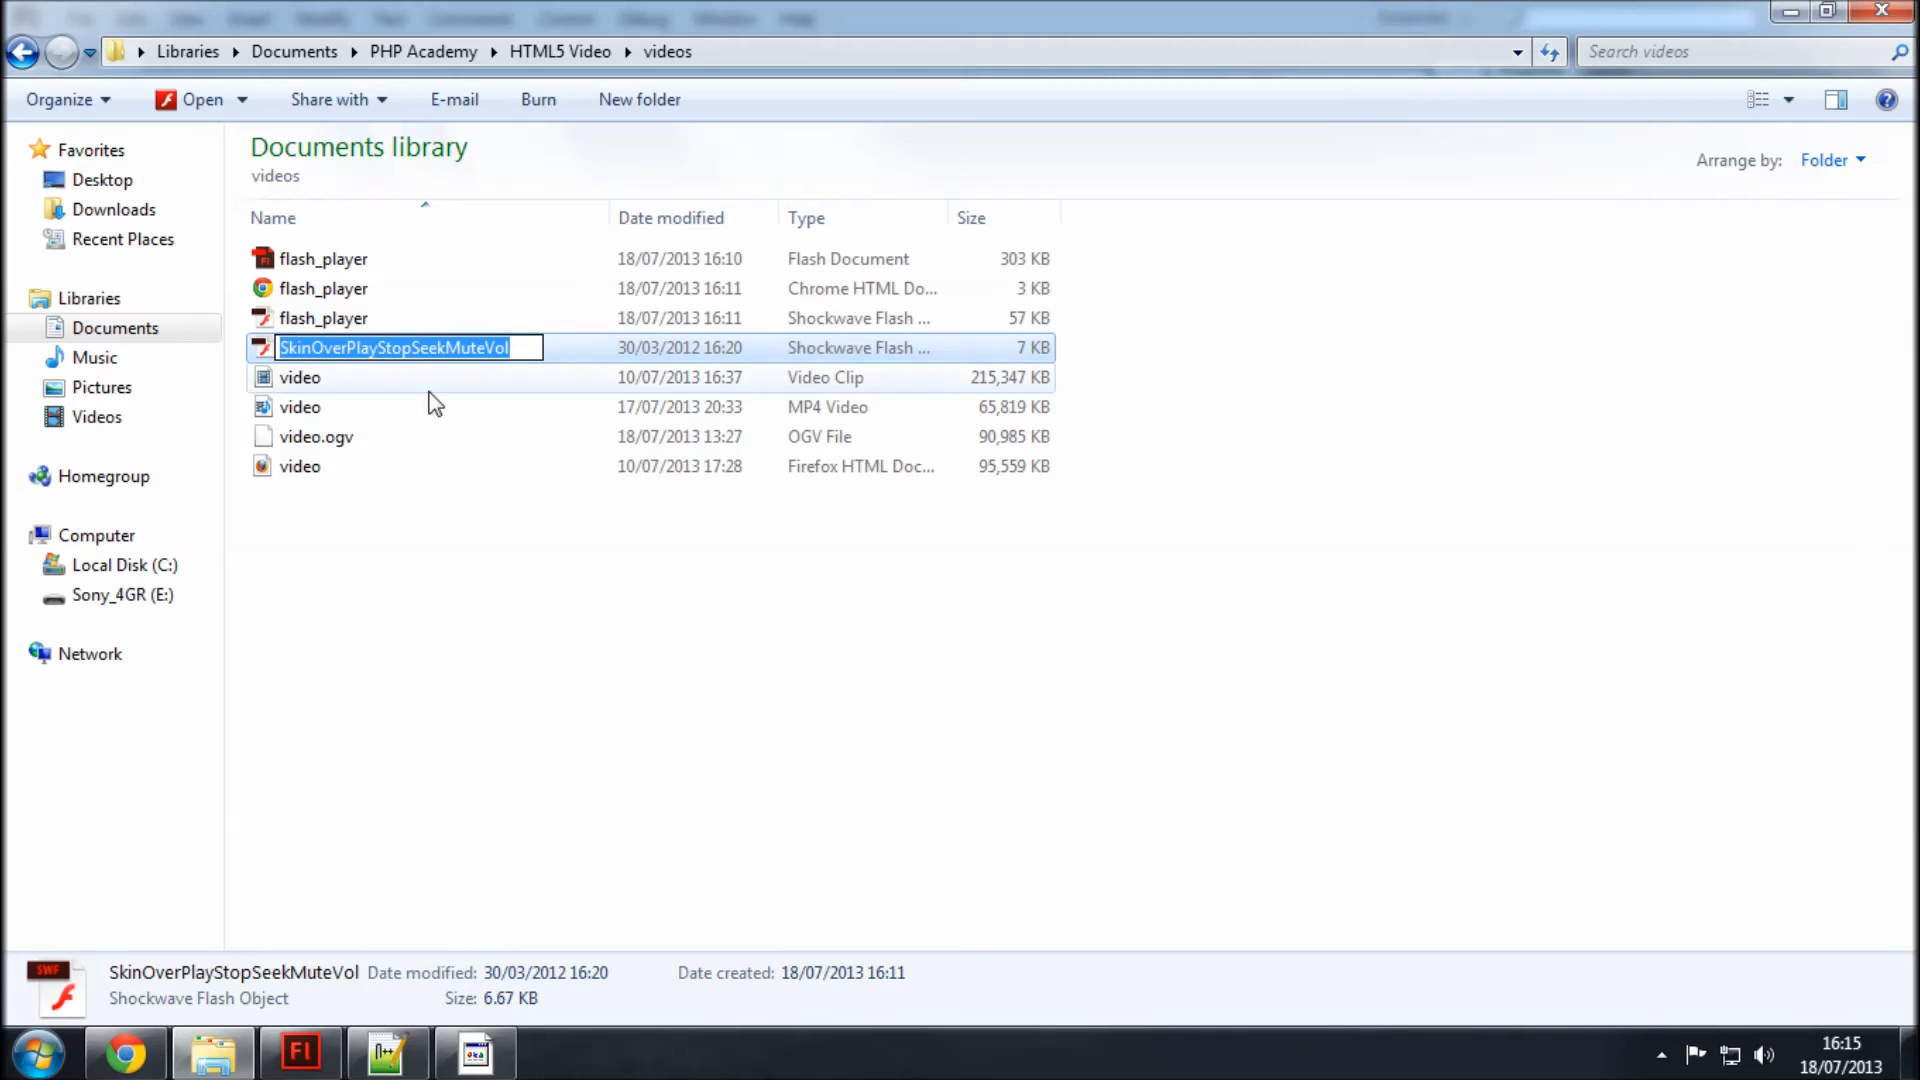 Libraries Documents PHP Academy HTML5 Video videos
Search videos
Organize Open Share with E-mail Burn New folder
Documents library
videos
Arrange by: Folder
Favorites
Desktop
Downloads
Recent Places
Libraries
Documents
Music
Pictures
Videos
Homegroup
Computer
Local Disk (C:)
Sony_4GR (E:)
Network
Name Date modified Type Size
flash_player 18/07/2013 16:10 Flash Document 303 KB
flash_player 18/07/2013 16:11 Chrome HTML Do... 3 KB
flash_player 18/07/2013 16:11 Shockwave Flash ... 57 KB
SkinOverPlayStopSeekMuteVol 30/03/2012 16:20 Shockwave Flash ... 7 KB
video 10/07/2013 16:37 Video Clip 215,347 KB
video 17/07/2013 20:33 MP4 Video 65,819 KB
video.ogv 18/07/2013 13:27 OGV File 90,985 KB
video 10/07/2013 17:28 Firefox HTML Doc... 95,559 KB
SWF
SkinOverPlayStopSeekMuteVol Date modified: 30/03/2012 16:20 Date created: 18/07/2013 16:11
Shockwave Flash Object Size: 6.67 KB
Fl
16:15
18/07/2013